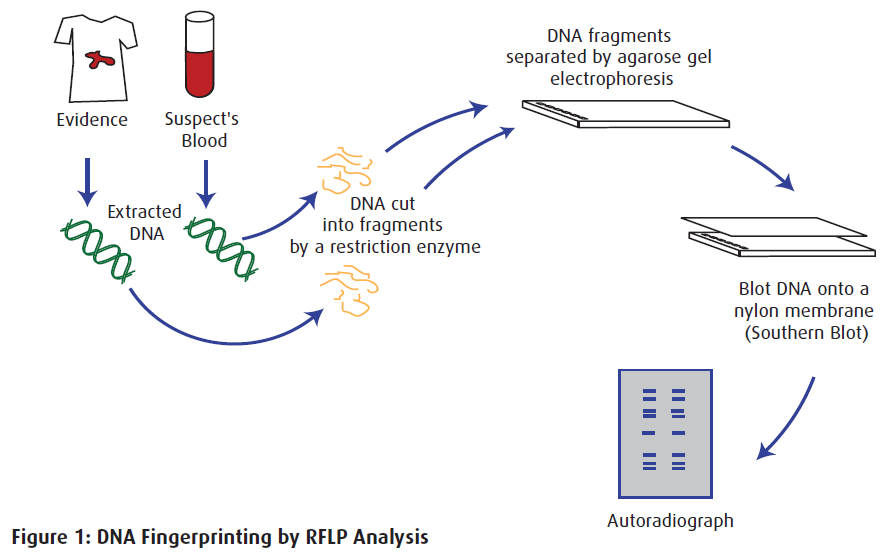 Evidence
Suspect's
Blood
Extracted
DNA
DNA cut
into fragments
by a restriction enzyme
DNA fragments
separated by agarose gel
electrophoresis
Blot DNA onto a
nylon membrane
(Southern Blot)
Autoradiograph
Figure 1: DNA Fingerprinting by RFLP Analysis